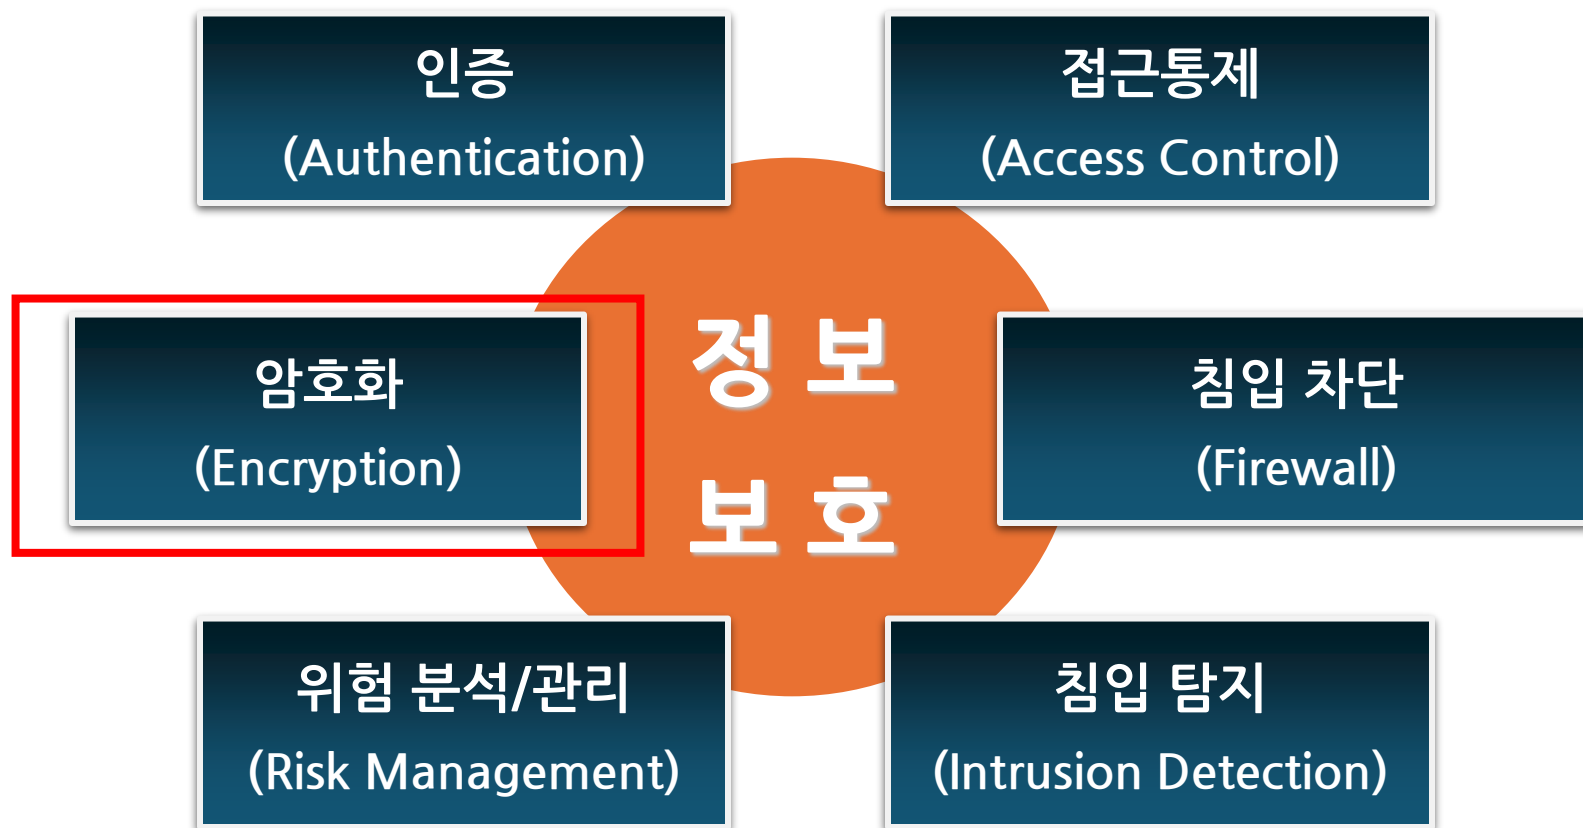 인증
(Authentication)
접근통제
(Access Control)
암호화
(Encryption)
정 보
보 호
침입 차단
(Firewall)
위험 분석/관리
(Risk Management)
침입 탐지
(Intrusion Detection)